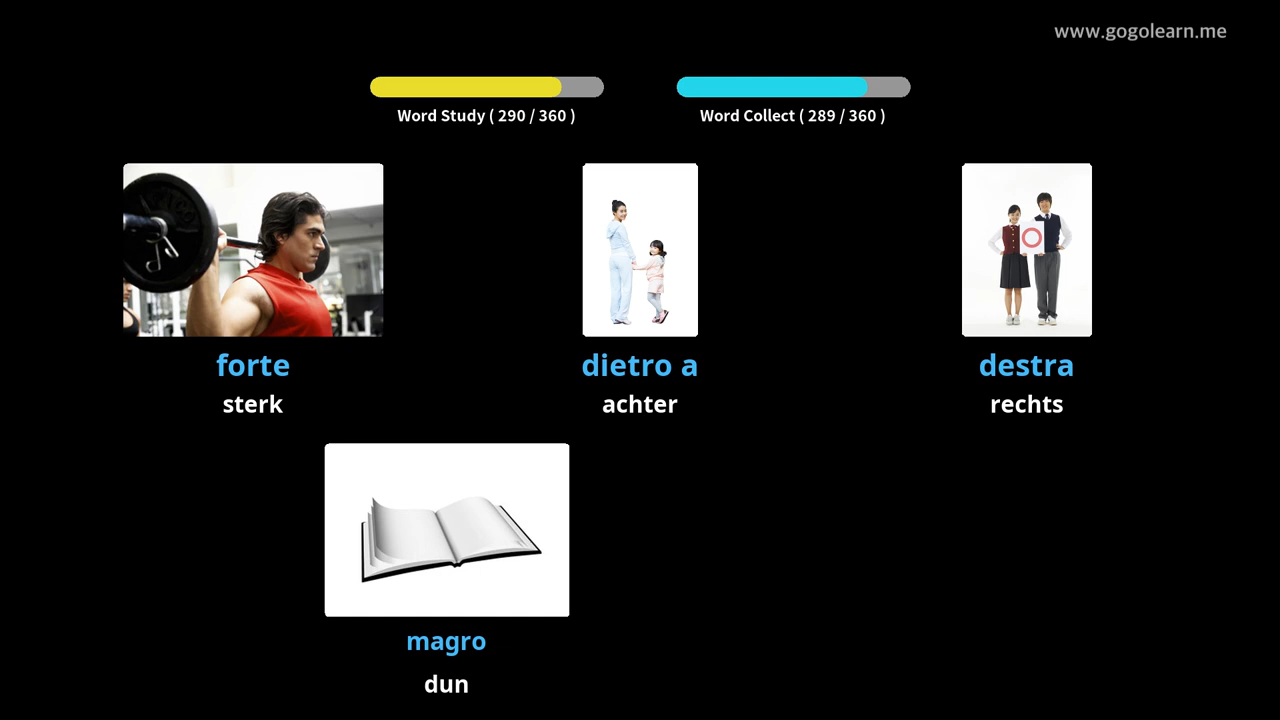 www.gogolearn.me
Word Study ( 290 / 360 )
Word Collect ( 289 / 360 )
forte
sterk
dietro a
achter
destra
rechts
magro
dun